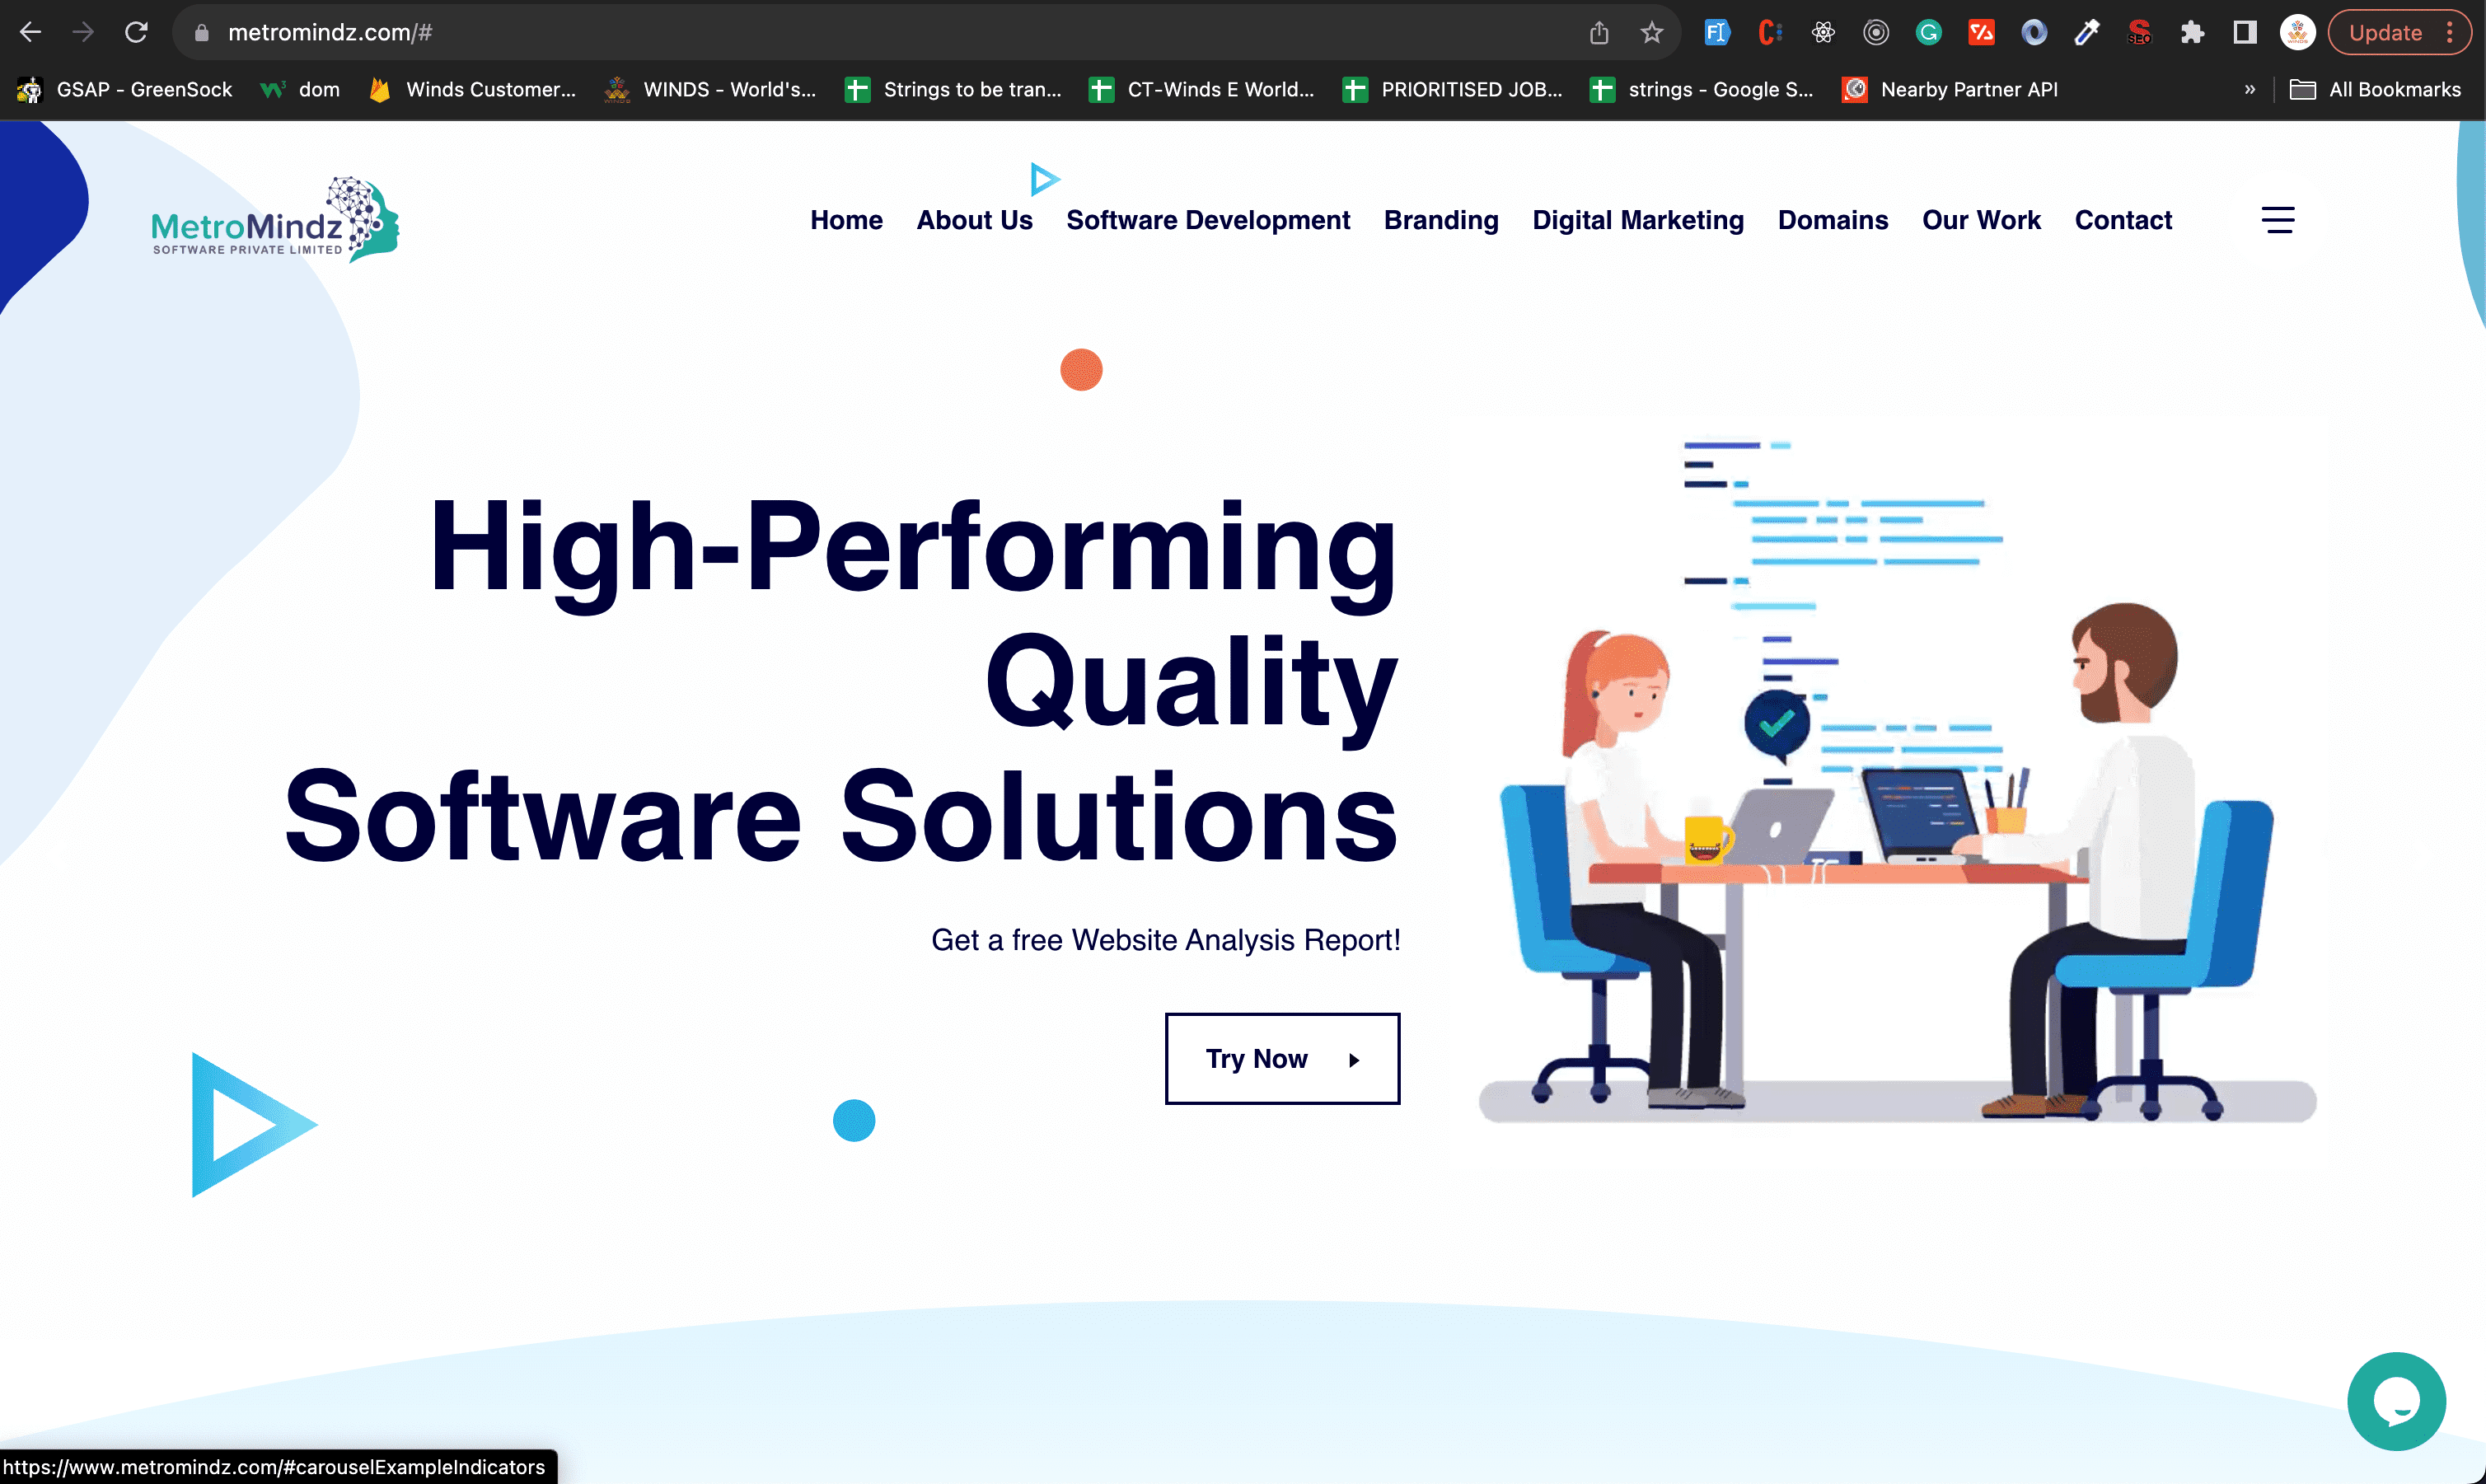 metromindz.com/#
Update
GSAP - GreenSock
dom
Winds Customer...
WINDS - World's...
Strings to be tran...
CT-Winds E World...
PRIORITISED JOB...
strings - Google S...
Nearby Partner API
»
All Bookmarks
MetroMindz
SOFTWARE PRIVATE LIMITED
Home
About Us
Software Development
Branding
Digital Marketing
Domains
Our Work
Contact
High-Performing
Quality
Software Solutions
Get a free Website Analysis Report!
Try Now
https://www.metromindz.com/#carouselExampleIndicators